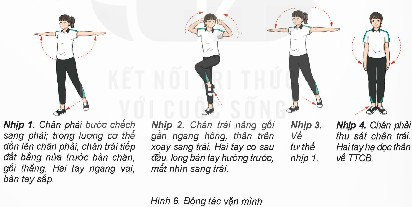 KẾT NỐI TRI THỨC
VỚI CUỘC SỐNG
Nhịp 1. Chân phải bước chếch
sang phải; trọng lượng cơ thể
dồn lên chân phải, chân trái tiếp
đất bằng nửa trước bàn chân,
gối thẳng. Hai tay ngang vai,
bàn tay sấp.
Nhịp 2. Chân trái nâng gối
gần ngang hông, thân trên
xoay sang trái. Hai tay co sau
đầu, lòng bàn tay hướng trước,
mắt nhìn sang trái.
Nhịp 3.
Về
tư thế
nhịp 1.
Nhịp 4. Chân phải
thu sát chân trái.
Hai tay hạ dọc thân
về TTCB.
Hình 6. Động tác vặn mình